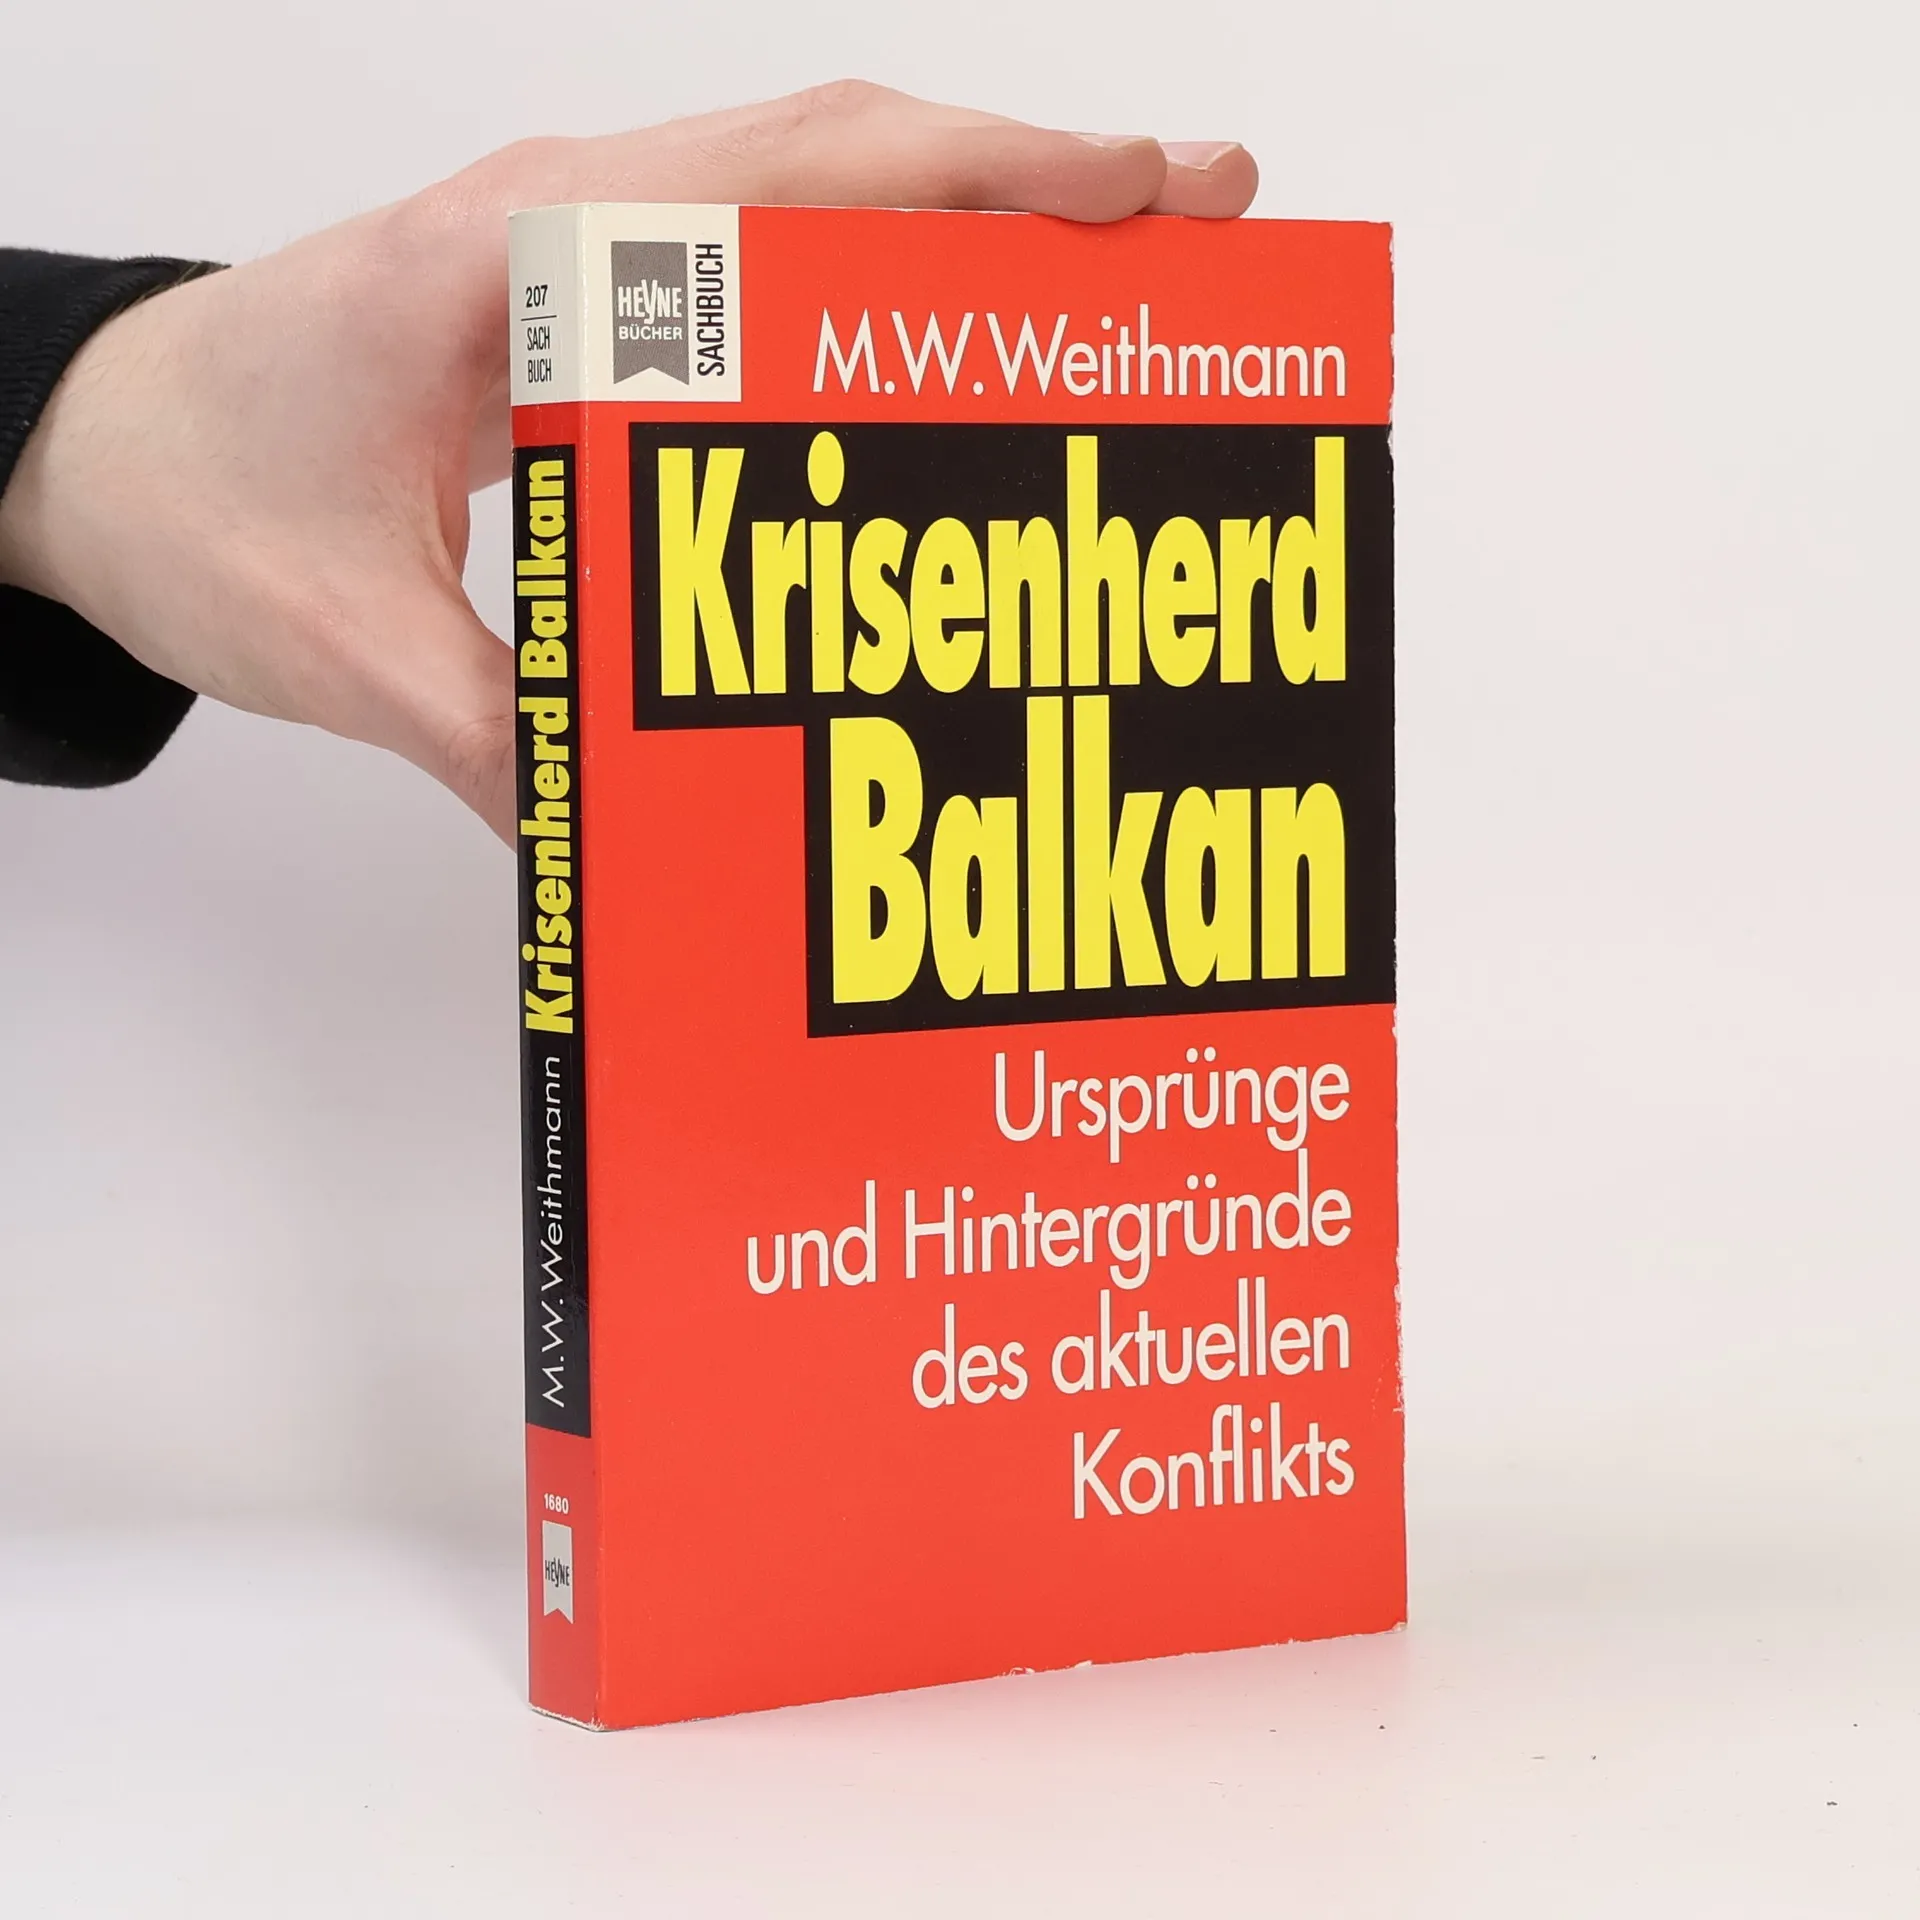 207
SACH
BUCH
Krisenherd Balkan
M.W.Weithmann
1680
HEYNE
HEYNE
BÜCHER
SACHBUCH
M.W.Weithmann
Krisenherd
Balkan
Ursprünge
und Hintergründe
des aktuellen
Konflikts